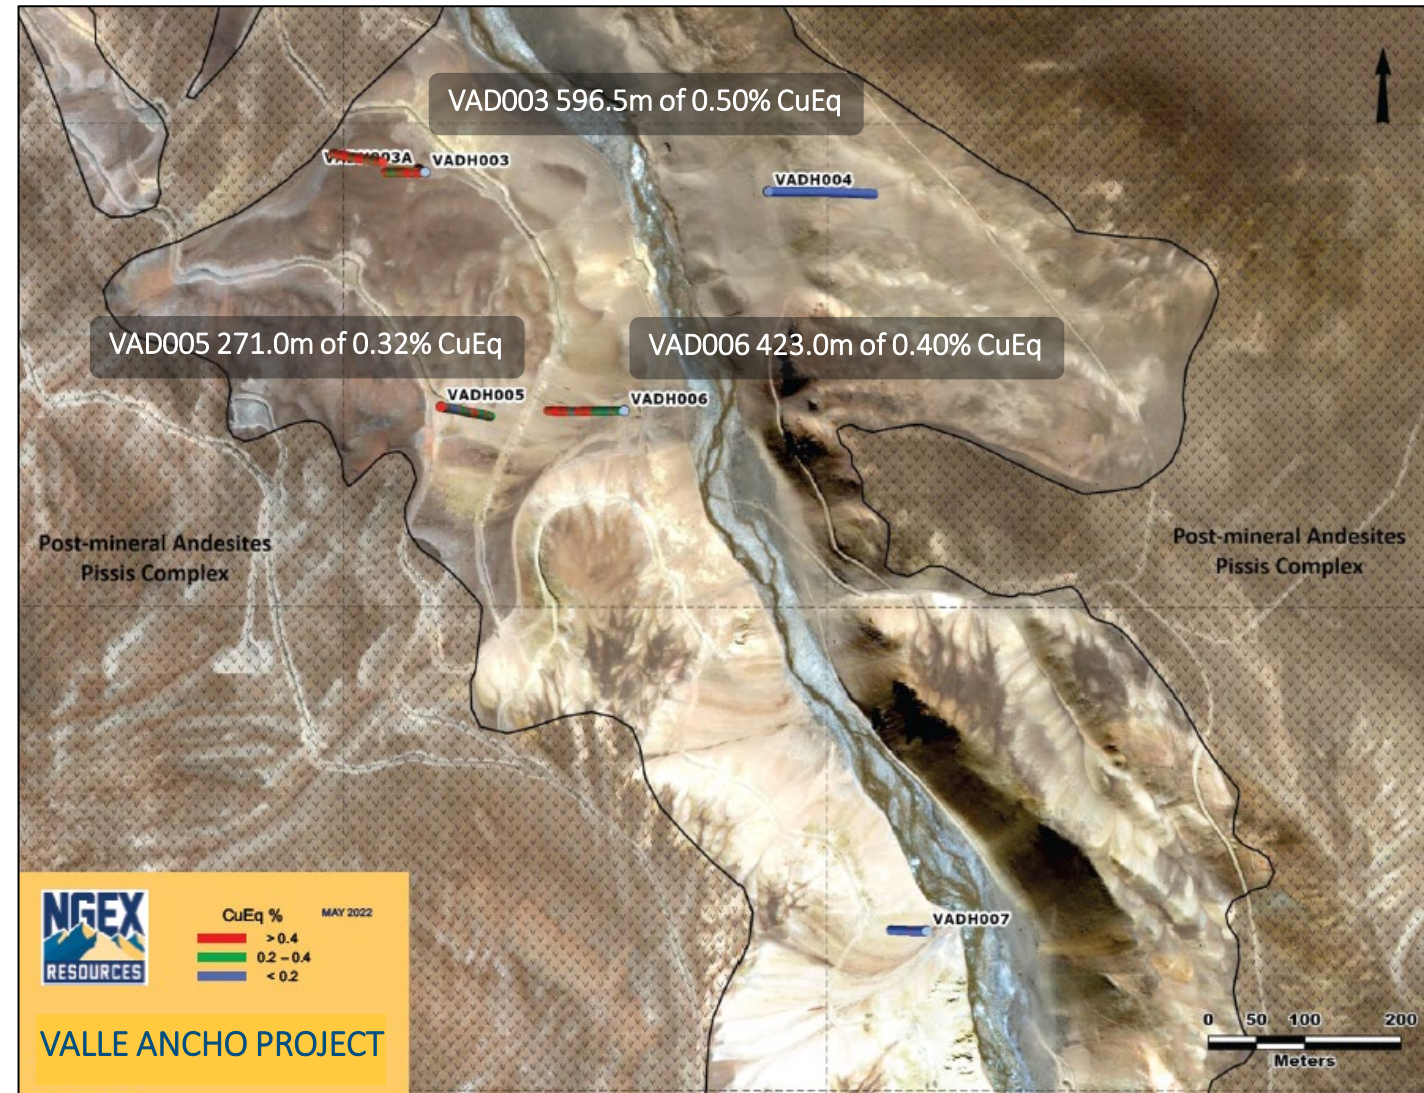 VAD003 596.5m of 0.50% CuEq
03A
VADH003
VADH004
VAD005 271.0m of 0.32% CuEq
VAD006 423.0m of 0.40% CuEq
VADH005
VADH006
Post-mineral Andesites
Pissis Complex
Post-mineral Andesites
Pissis Complex
VADH007
NGEX
RESOURCES
CuEq %
MAY 2022
>0.4
0.2 – 0.4
< 0.2
VALLE ANCHO PROJECT
0 50 100 200
Meters